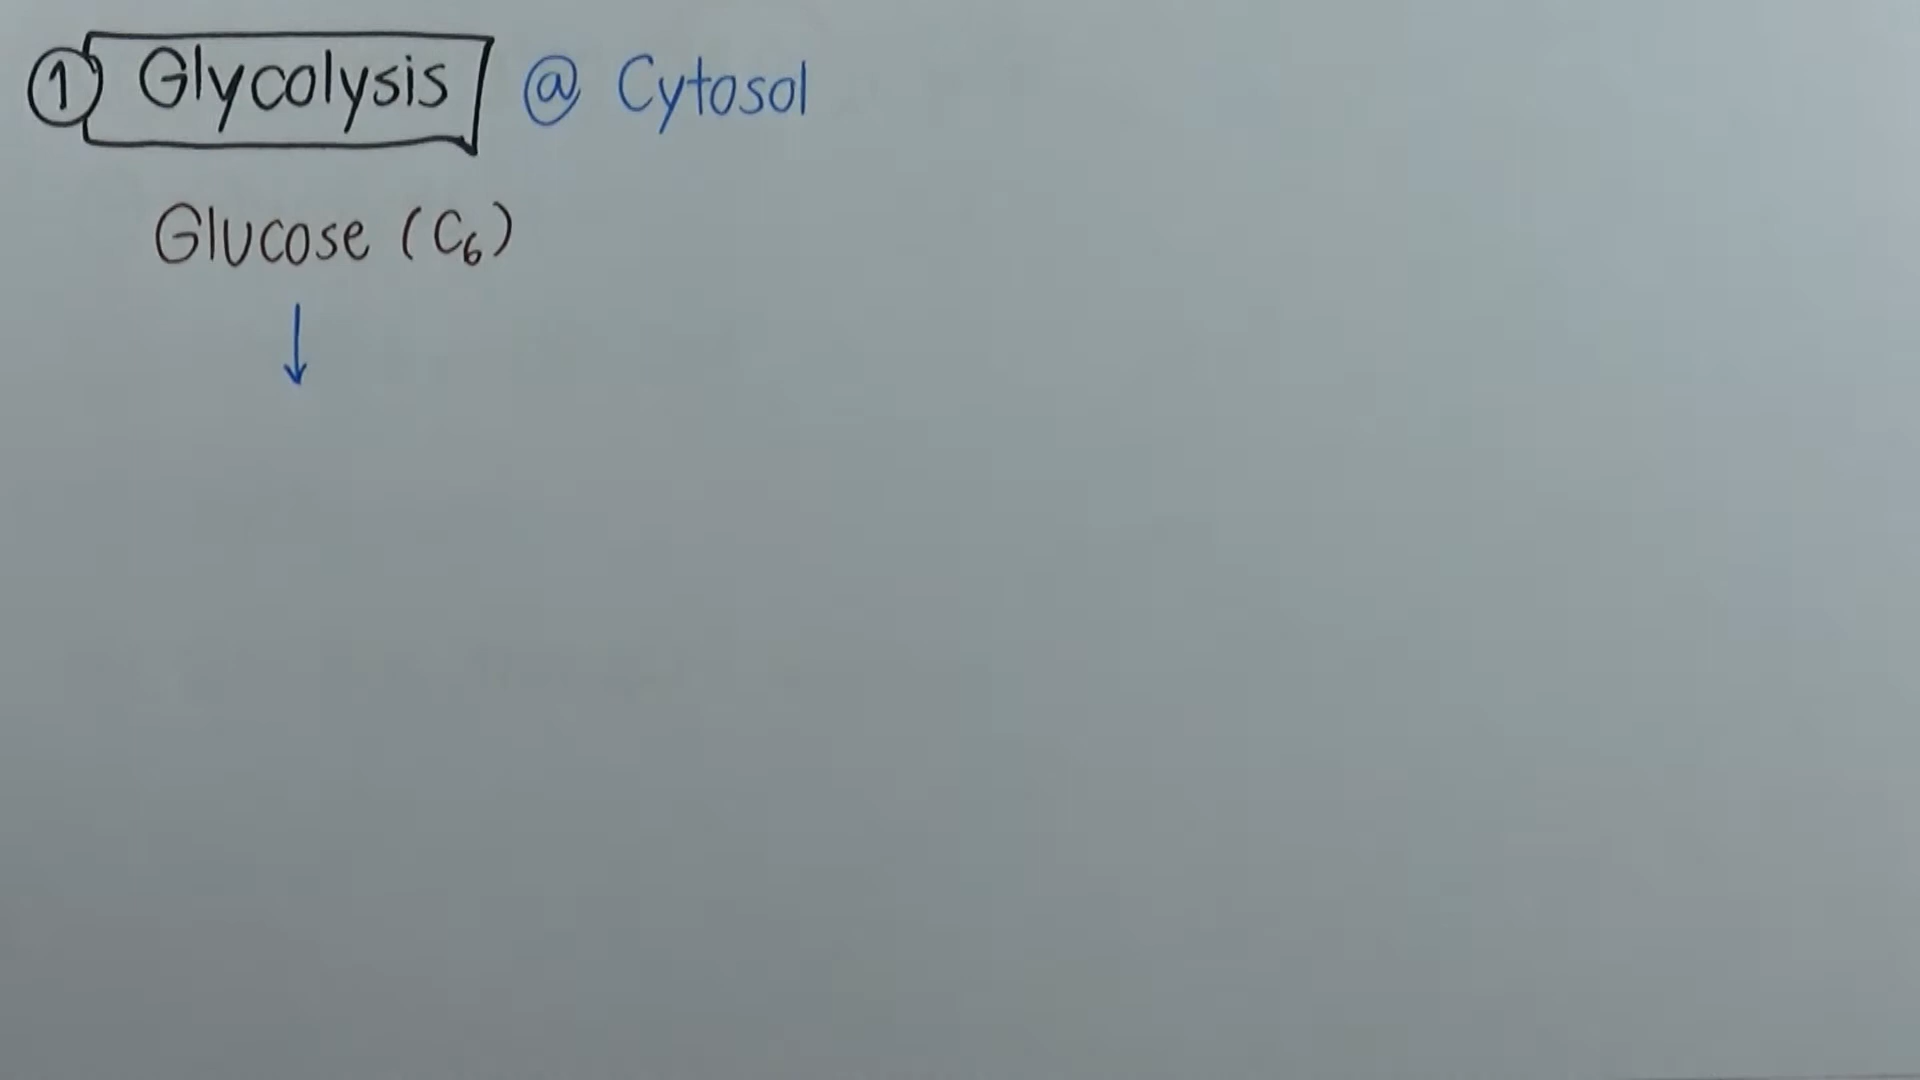 ① Glycolysis @ Cytosol
Glucose (C₆)
↓